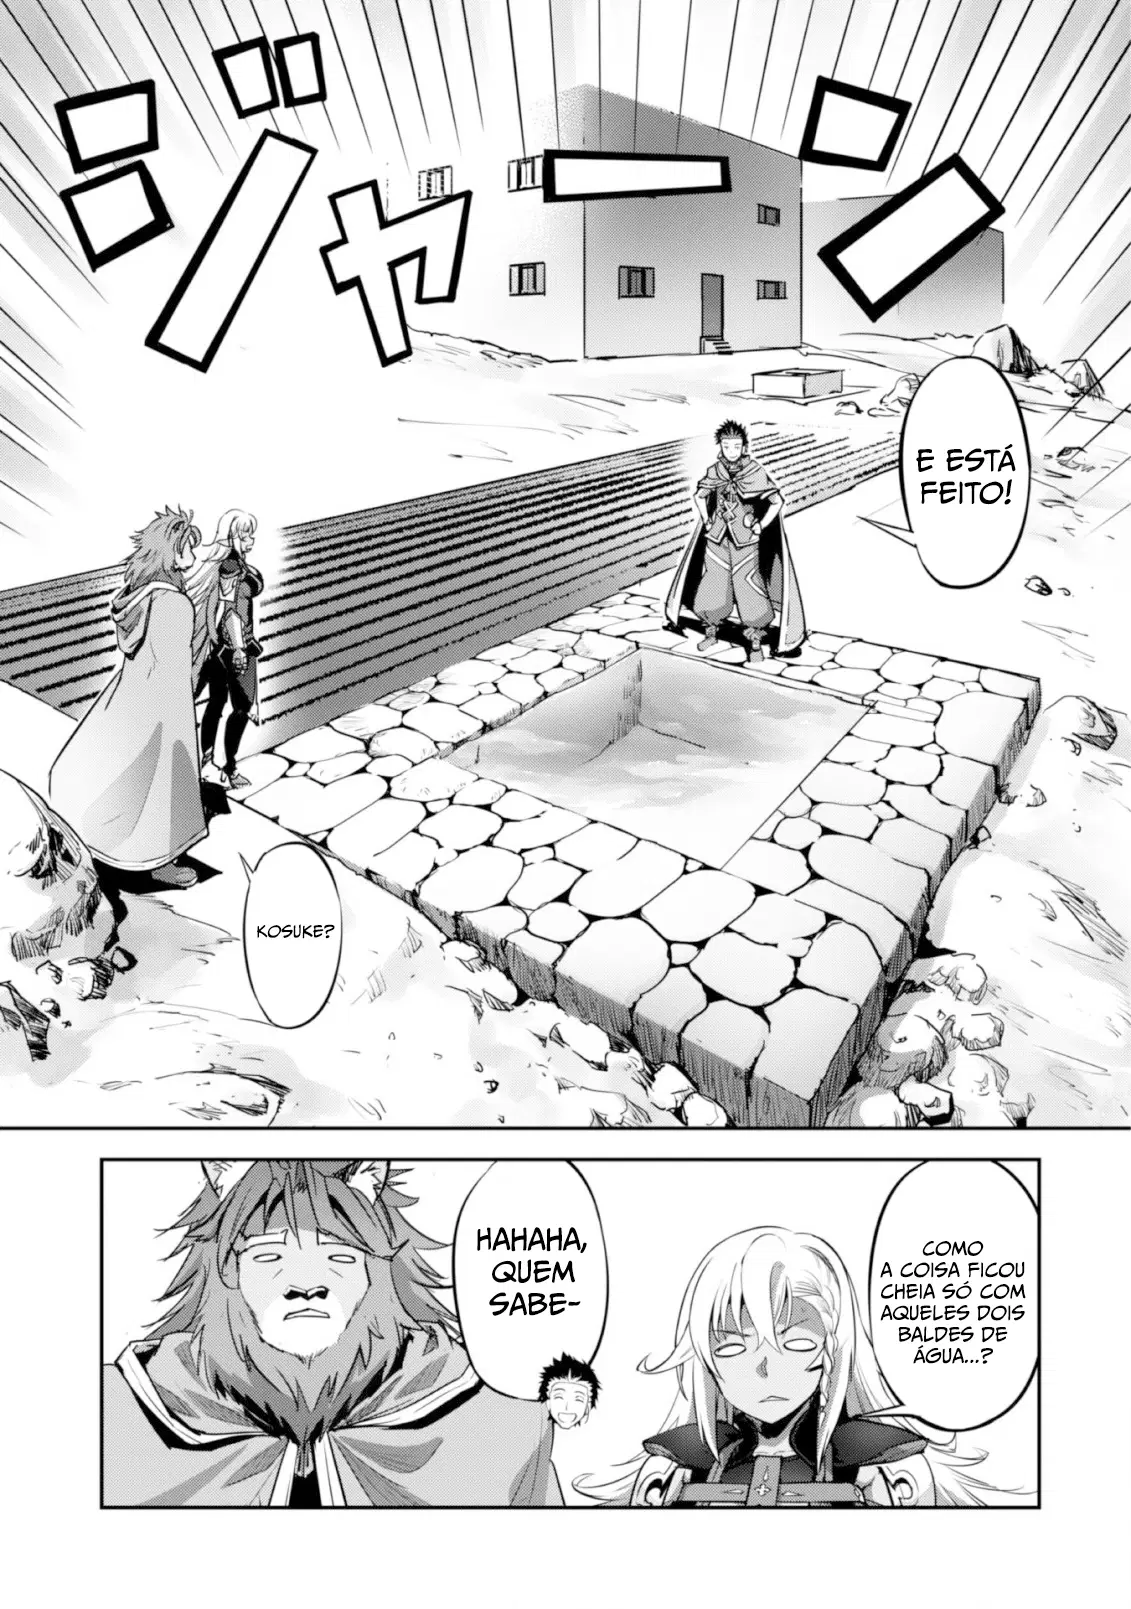 ジャーン
E ESTÁ
FEITO!
KOSUKE?
COMO
A COISA FICOU
CHEIA SÓ COM
AQUELES DOIS
BALDES DE
ÁGUA...?
HAHAHA,
QUEM
SABE-